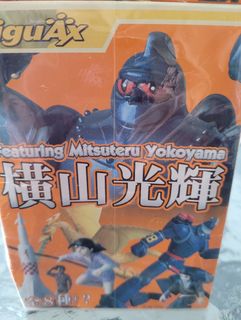 iguAx
Featuring Mitsuteru Yokoyama
横山光輝